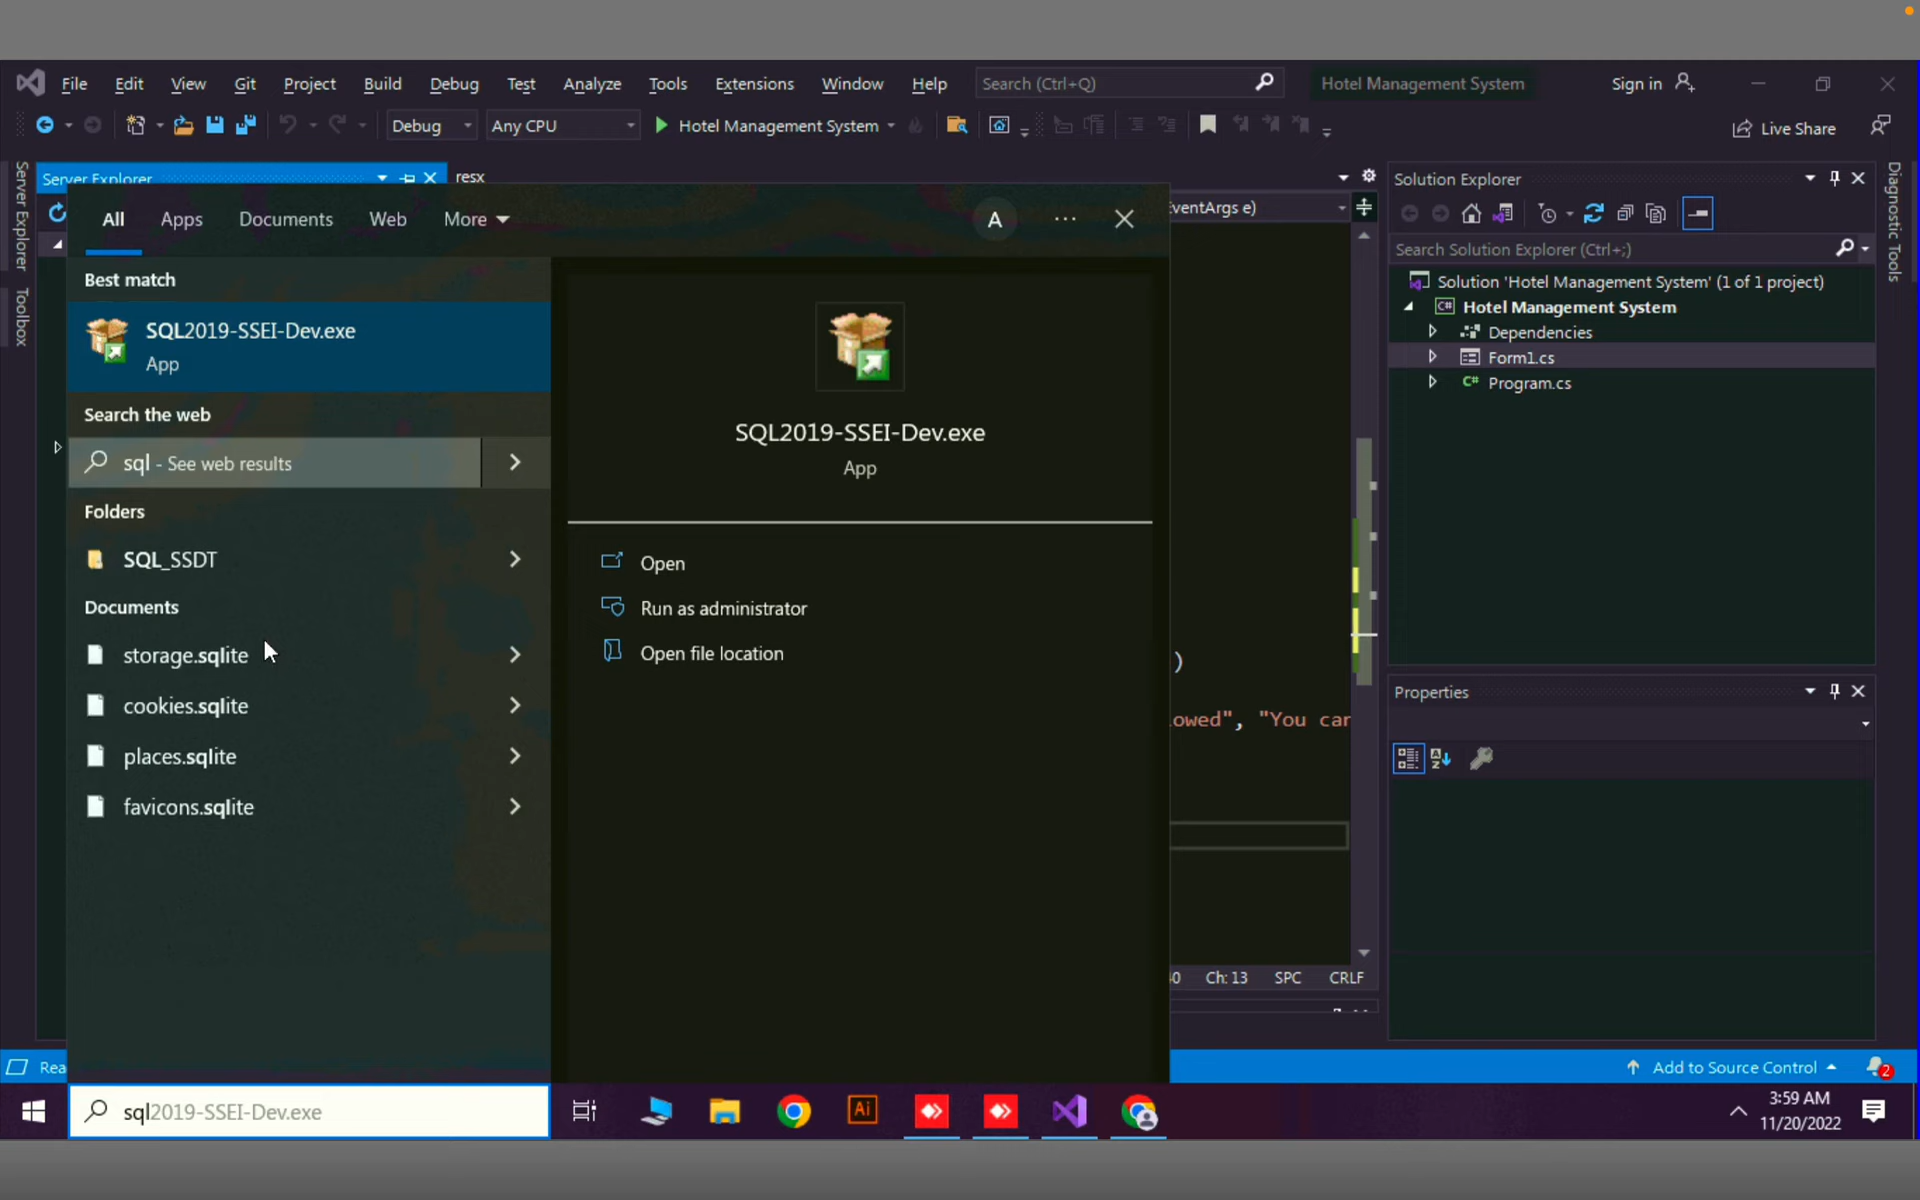 File Edit View Git Project Build Debug Test Analyze Tools Extensions Window Help Search (Ctrl+Q) Hotel Management System Sign in
Debug Any CPU Hotel Management System Live Share
Server Explorer resx
Server Explorer
Toolbox
All Apps Documents Web More A ...
Best match
SQL2019-SSEI-Dev.exe
App
Search the web
sql - See web results
Folders
SQL_SSDT
Documents
storage.sqlite
cookies.sqlite
places.sqlite
favicons.sqlite
SQL2019-SSEI-Dev.exe
App
Open
Run as administrator
Open file location
EventArgs e)
)
owed", "You can
Ch: 13 SPC CRLF
Solution Explorer
Search Solution Explorer (Ctrl+;)
Solution 'Hotel Management System' (1 of 1 project)
C# Hotel Management System
Dependencies
Form1.cs
C# Program.cs
Properties
Diagnostic Tools
Rea
Add to Source Control 2
sql2019-SSEI-Dev.exe
Ai
3:59 AM
11/20/2022